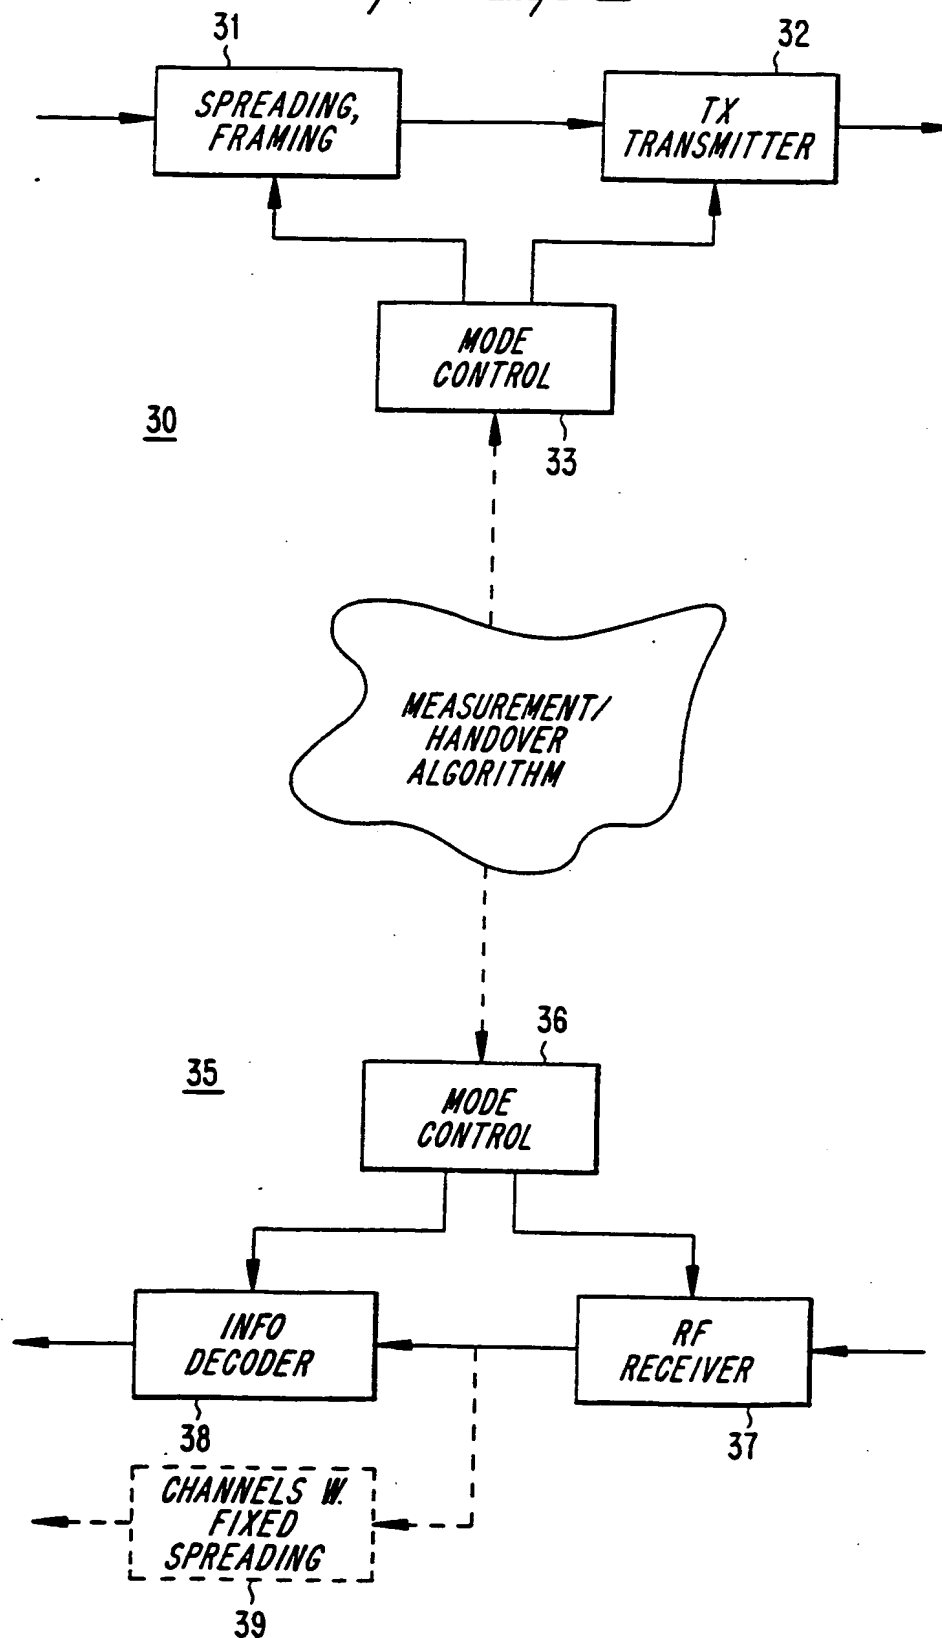 31
32
SPREADING,
FRAMING
TX
TRANSMITTER
MODE
CONTROL
30
33
MEASUREMENT/
HANDOVER
ALGORITHM
36
35
MODE
CONTROL
INFO
DECODER
RF
RECEIVER
38
37
CHANNELS W.
FIXED
SPREADING
39